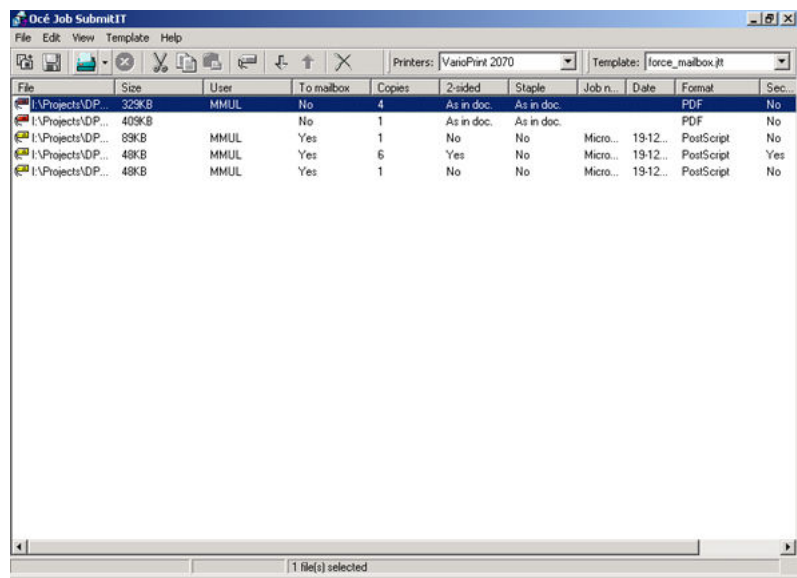 Océ Job SubmitIT
File Edit View Template Help
Printers: VarioPrint 2070 Template: force_mailbox.jtt
File Size User To mailbox Copies 2-sided Staple Job n... Date Format Sec...
I:\Projects\DP... 329KB MMUL No 4 As in doc. As in doc. PDF No
I:\Projects\DP... 409KB No 1 As in doc. As in doc. PDF No
I:\Projects\DP... 89KB MMUL Yes 1 No No Micro... 19-12... PostScript No
I:\Projects\DP... 48KB MMUL Yes 6 Yes No Micro... 19-12... PostScript Yes
I:\Projects\DP... 48KB MMUL Yes 1 No No Micro... 19-12... PostScript No
1 file(s) selected